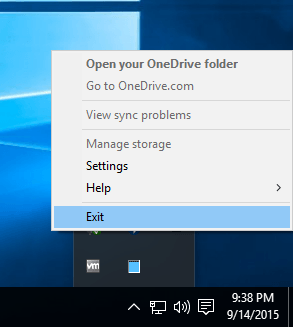 Open your OneDrive folder
Go to OneDrive.com
View sync problems
Manage storage
Settings
Help
Exit
vm
9:38 PM
9/14/2015